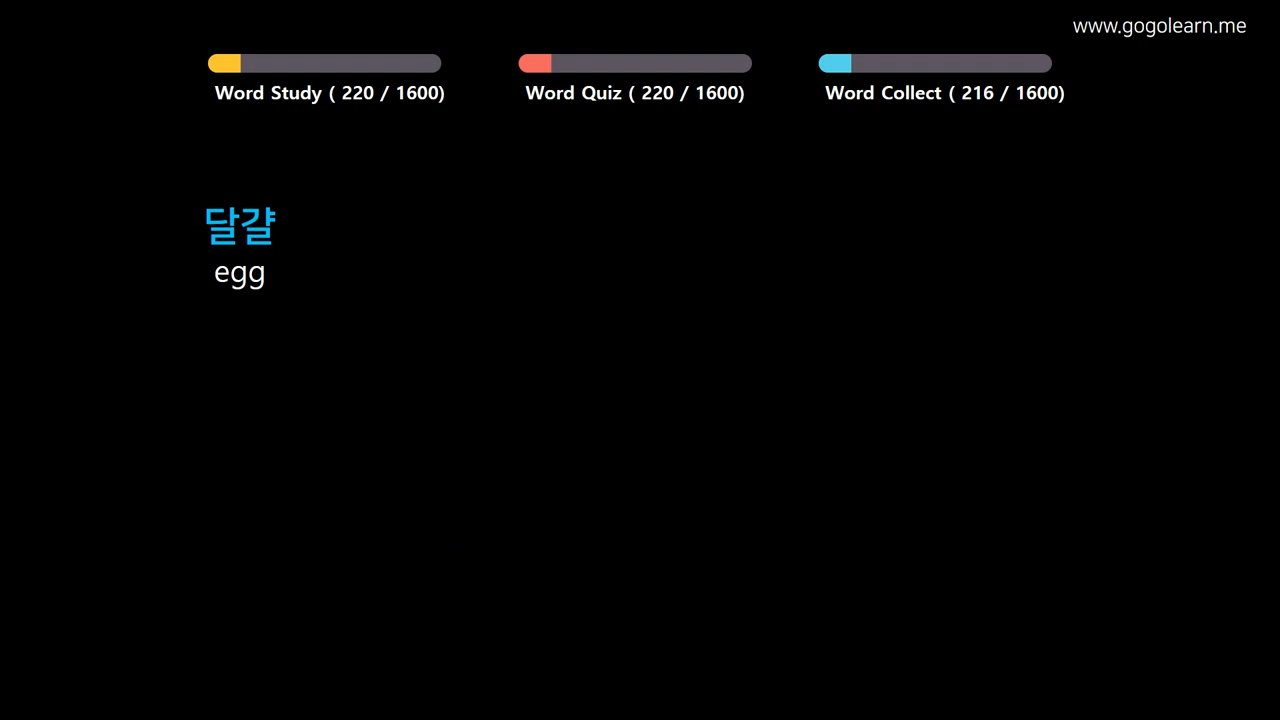 www.gogolearn.me
Word Study ( 220 / 1600)
Word Quiz ( 220 / 1600)
Word Collect ( 216 / 1600)
달걀
egg